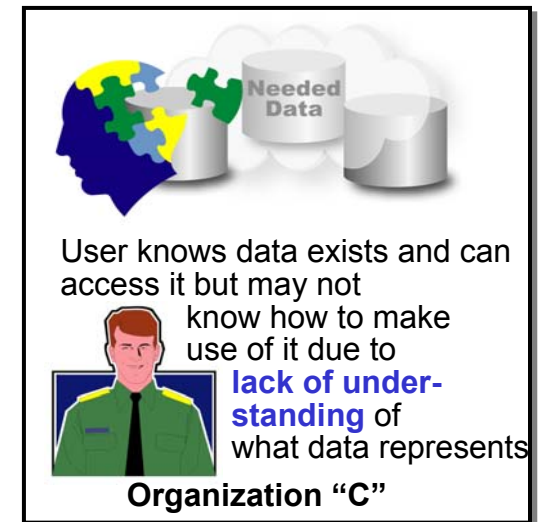 Needed
Data
User knows data exists and can
access it but may not
know how to make
use of it due to
lack of under-
standing of
what data represents
Organization “C”